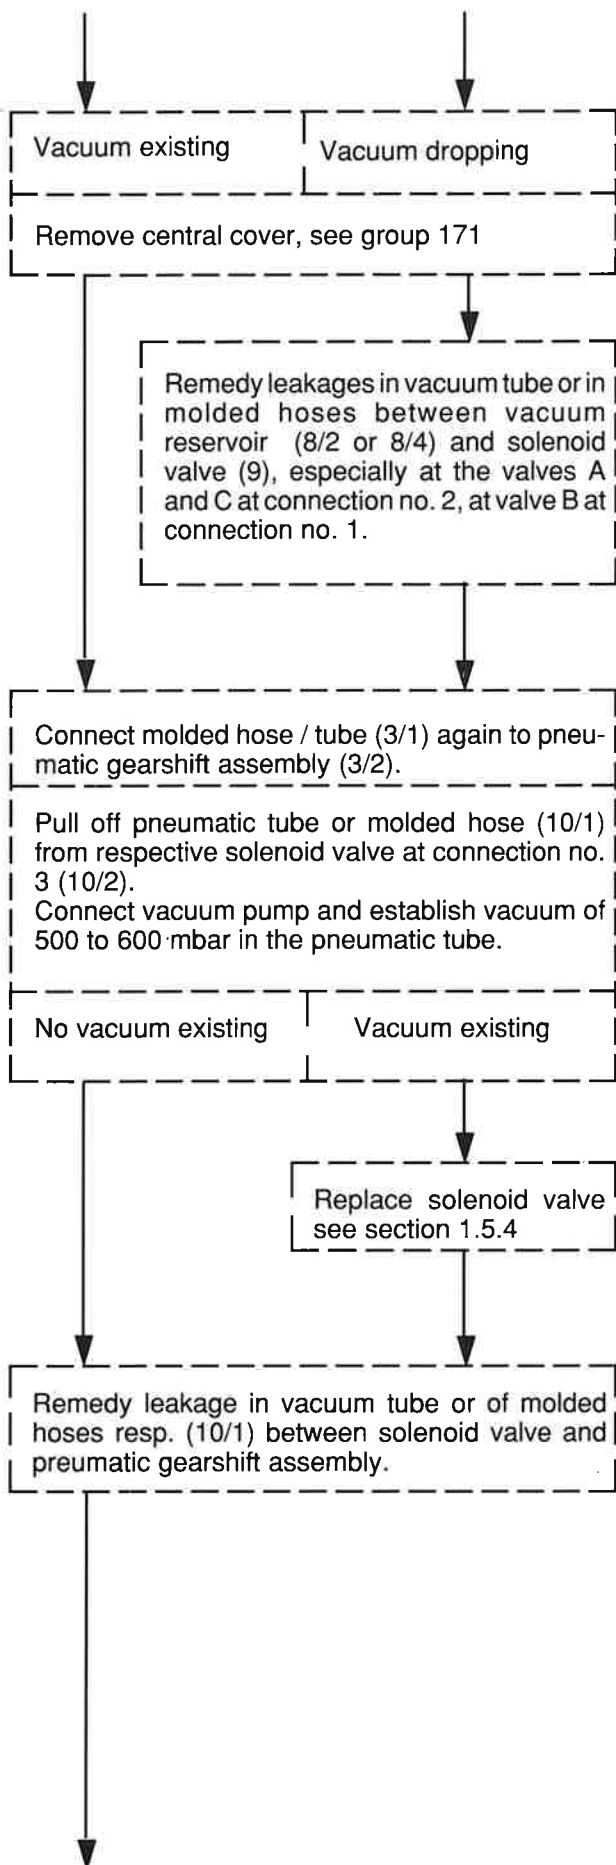 Vacuum existing
Vacuum dropping
Remove central cover, see group 171
Remedy leakages in vacuum tube or in
molded hoses between vacuum
reservoir (8/2 or 8/4) and solenoid
valve (9), especially at the valves A
and C at connection no. 2, at valve B at
connection no. 1.
Connect molded hose / tube (3/1) again to pneu-
matic gearshift assembly (3/2).
Pull off pneumatic tube or molded hose (10/1)
from respective solenoid valve at connection no.
3 (10/2).
Connect vacuum pump and establish vacuum of
500 to 600 mbar in the pneumatic tube.
No vacuum existing
Vacuum existing
Replace solenoid valve
see section 1.5.4
Remedy leakage in vacuum tube or of molded
hoses resp. (10/1) between solenoid valve and
preumatic gearshift assembly.